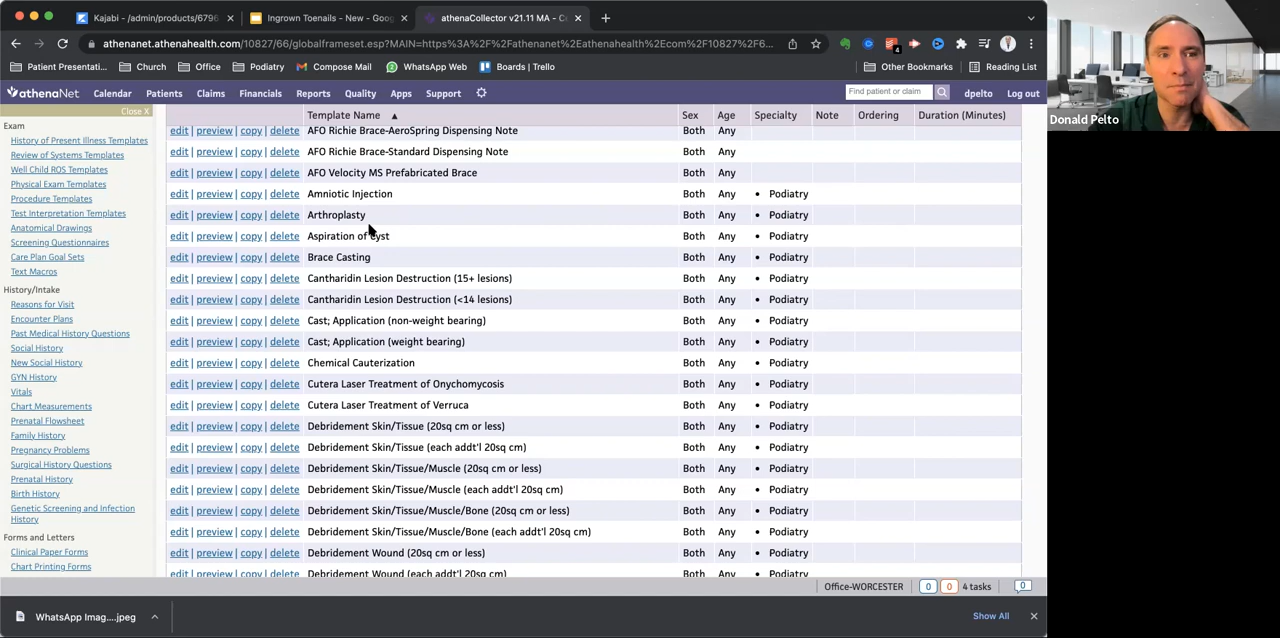 Kajabi - /admin/products/6796
Ingrown Toenails - New - Goog
athenaCollector v21.11 MA - C
athenanet.athenahealth.com/10827/66/globalframeset.esp?MAIN=https%3A%2F%2Fathenanet%2Eathenahealth%2Ecom%2F10827%2F6...
4
Patient Presentati...
Church
Office
Podiatry
Compose Mail
WhatsApp Web
Boards | Trello
Other Bookmarks
Reading List
athenaNet
Calendar Patients Claims Financials Reports Quality Apps Support
Find patient or claim
dpelto
Log out
Close X
Exam
History of Present Illness Templates
Review of Systems Templates
Well Child ROS Templates
Physical Exam Templates
Procedure Templates
Test Interpretation Templates
Anatomical Drawings
Screening Questionnaires
Care Plan Goal Sets
Text Macros
History/Intake
Reasons for Visit
Encounter Plans
Past Medical History Questions
Social History
New Social History
GYN History
Vitals
Chart Measurements
Prenatal Flowsheet
Family History
Pregnancy Problems
Surgical History Questions
Prenatal History
Birth History
Genetic Screening and Infection
History
Forms and Letters
Clinical Paper Forms
Chart Printing Forms
Template Name ▲ Sex Age Specialty Note Ordering Duration (Minutes)
edit | preview | copy | delete AFO Richie Brace-AeroSpring Dispensing Note Both Any
edit | preview | copy | delete AFO Richie Brace-Standard Dispensing Note Both Any
edit | preview | copy | delete AFO Velocity MS Prefabricated Brace Both Any
edit | preview | copy | delete Amniotic Injection Both Any • Podiatry
edit | preview | copy | delete Arthroplasty Both Any • Podiatry
edit | preview | copy | delete Aspiration of Cyst Both Any • Podiatry
edit | preview | copy | delete Brace Casting Both Any • Podiatry
edit | preview | copy | delete Cantharidin Lesion Destruction (15+ lesions) Both Any • Podiatry
edit | preview | copy | delete Cantharidin Lesion Destruction (<14 lesions) Both Any • Podiatry
edit | preview | copy | delete Cast; Application (non-weight bearing) Both Any • Podiatry
edit | preview | copy | delete Cast; Application (weight bearing) Both Any • Podiatry
edit | preview | copy | delete Chemical Cauterization Both Any • Podiatry
edit | preview | copy | delete Cutera Laser Treatment of Onychomycosis Both Any • Podiatry
edit | preview | copy | delete Cutera Laser Treatment of Verruca Both Any • Podiatry
edit | preview | copy | delete Debridement Skin/Tissue (20sq cm or less) Both Any • Podiatry
edit | preview | copy | delete Debridement Skin/Tissue (each addt'l 20sq cm) Both Any • Podiatry
edit | preview | copy | delete Debridement Skin/Tissue/Muscle (20sq cm or less) Both Any • Podiatry
edit | preview | copy | delete Debridement Skin/Tissue/Muscle (each addt'l 20sq cm) Both Any • Podiatry
edit | preview | copy | delete Debridement Skin/Tissue/Muscle/Bone (20sq cm or less) Both Any • Podiatry
edit | preview | copy | delete Debridement Skin/Tissue/Muscle/Bone (each addt'l 20sq cm) Both Any • Podiatry
edit | preview | copy | delete Debridement Wound (20sq cm or less) Both Any • Podiatry
edit | preview | copy | delete Debridement Wound (each addt'l 20sq cm) Both Any • Podiatry
Office-WORCESTER 0 0 4 tasks 0
WhatsApp Imag....jpeg
Show All
Donald Pelto